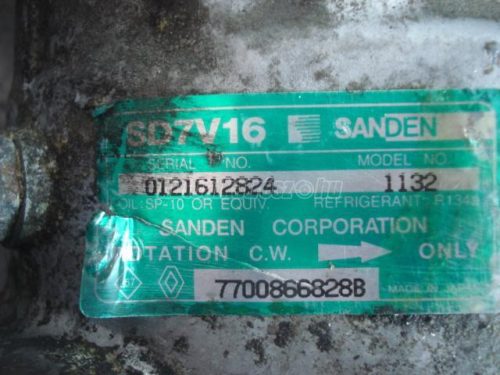 SD7V16 SANDEN
SERIAL NO. MODEL NO
0121612824 1132
OIL:SP-10 OR EQUIV. REFRIGERANT: R134a
SANDEN CORPORATION
ROTATION C.W. ONLY
7700866828B
MADE IN JAPAN